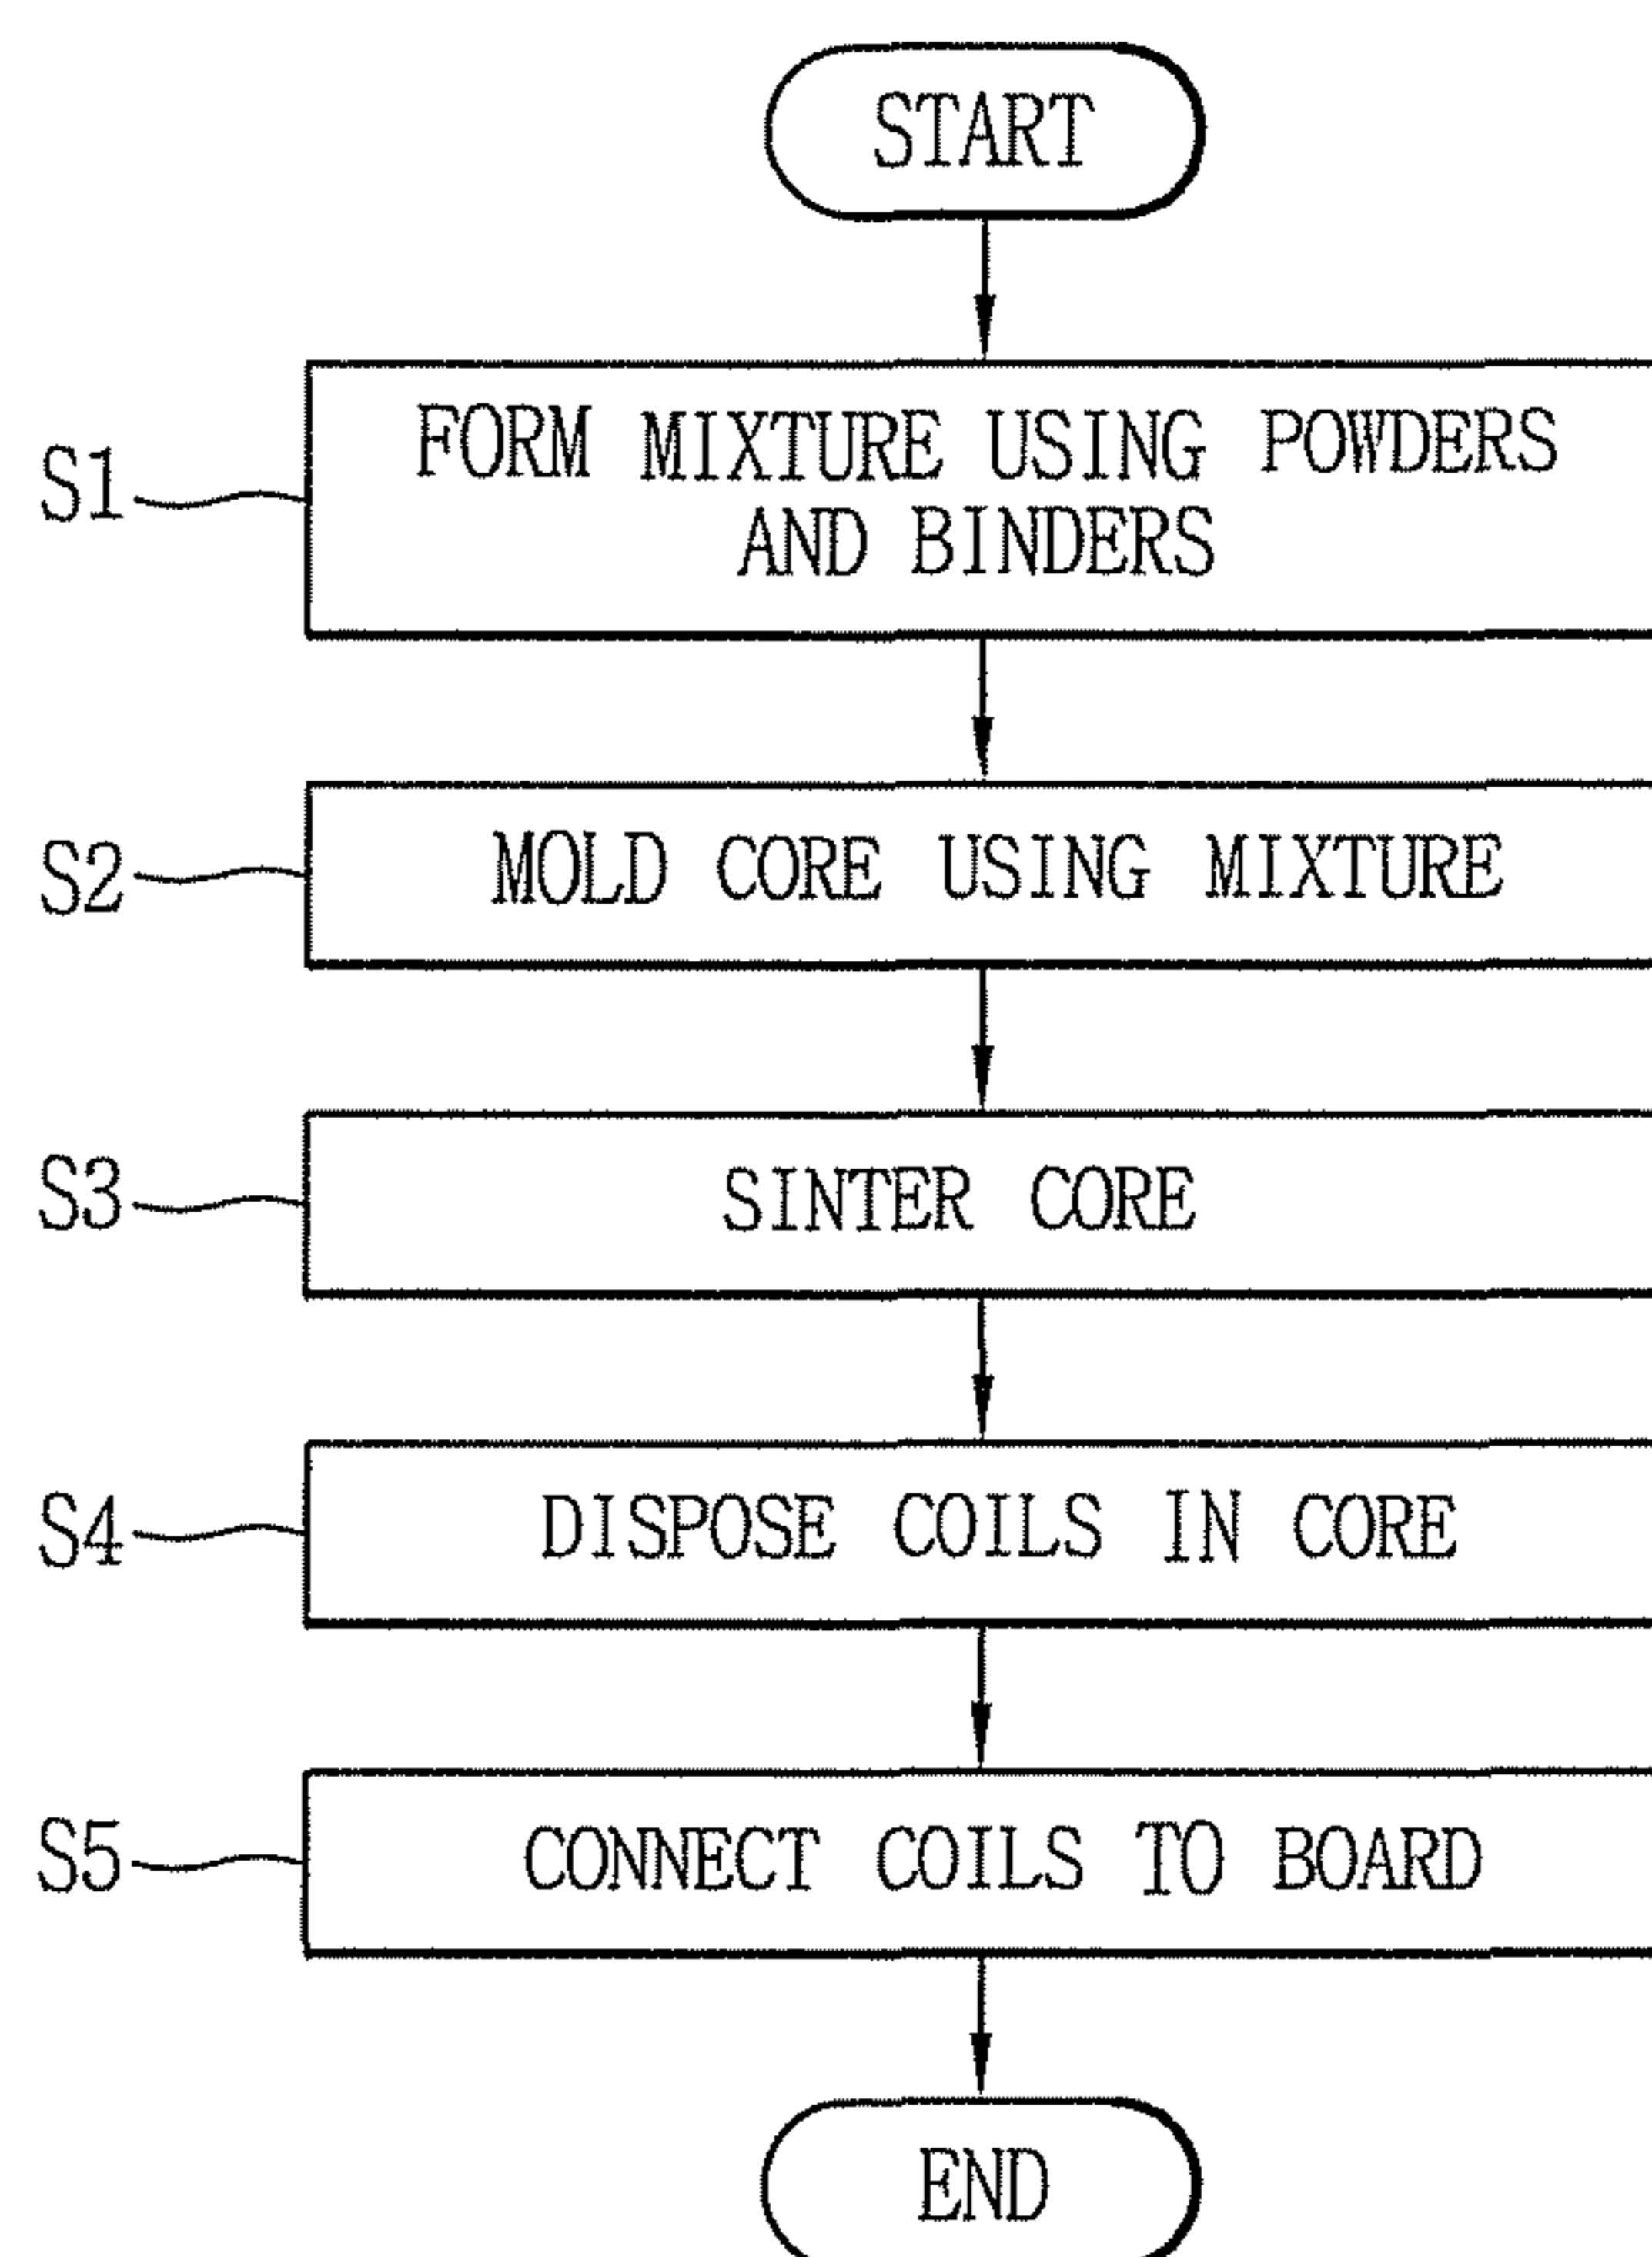 START
S1
FORM MIXTURE USING POWDERS
AND BINDERS
S2
MOLD CORE USING MIXTURE
S3
SINTER CORE
S4
DISPOSE COILS IN CORE
S5
CONNECT COILS TO BOARD
END